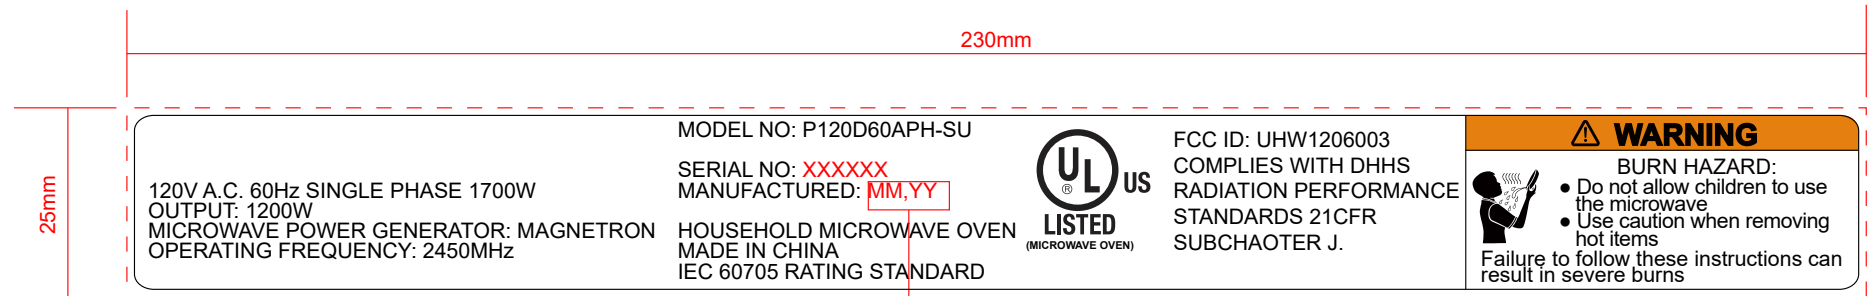 230mm
25mm
120V A.C. 60Hz SINGLE PHASE 1700W
OUTPUT: 1200W
MICROWAVE POWER GENERATOR: MAGNETRON
OPERATING FREQUENCY: 2450MHz
MODEL NO: P120D60APH-SU
SERIAL NO: XXXXXX
MANUFACTURED: MM,YY
HOUSEHOLD MICROWAVE OVEN
MADE IN CHINA
IEC 60705 RATING STANDARD
UL
®
US
LISTED
(MICROWAVE OVEN)
FCC ID: UHW1206003
COMPLIES WITH DHHS
RADIATION PERFORMANCE
STANDARDS 21CFR
SUBCHAOTER J.
WARNING
BURN HAZARD:
● Do not allow children to use
the microwave
● Use caution when removing
hot items
Failure to follow these instructions can
result in severe burns